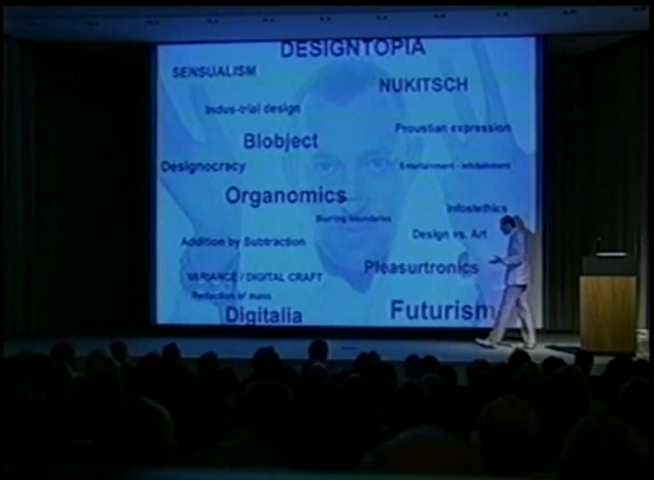 DESIGNTOPIA
SENSUALISM
NUKITSCH
Indus-trial design
Proustian expression
Blobject
Designocracy
Entertainment - Infotainment
Organomics
Infostethics
Blurring boundaries
Design vs. Art
Addition by Subtraction
Pleasurtronics
VARIANCE / DIGITAL CRAFT
Reduction of mass
Digitalia
Futurism